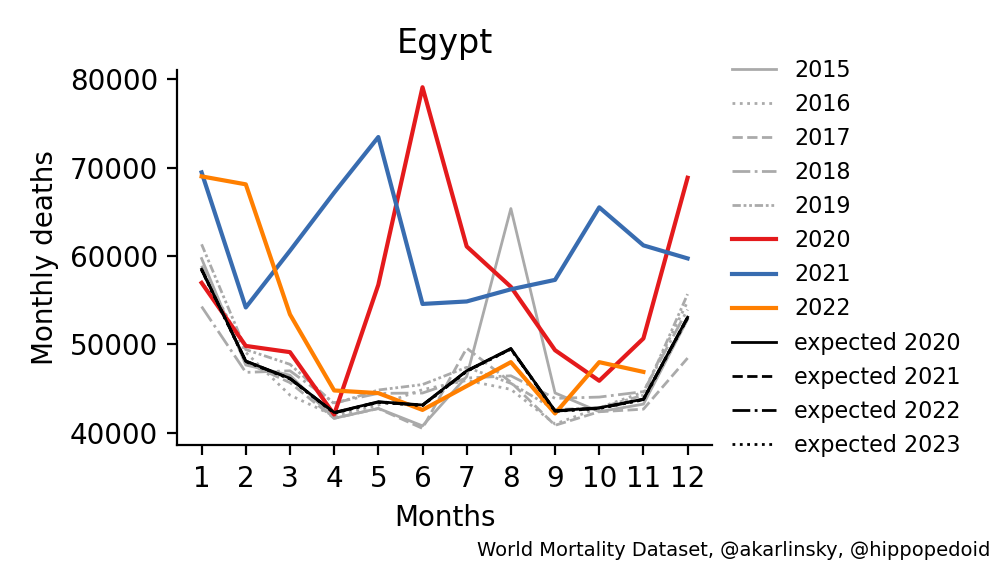 Egypt
Monthly deaths
80000
70000
60000
50000
40000
1 2 3 4 5 6 7 8 9 10 11 12
Months
2015
2016
2017
2018
2019
2020
2021
2022
expected 2020
expected 2021
expected 2022
expected 2023
World Mortality Dataset, @akarlinsky, @hippopedoid